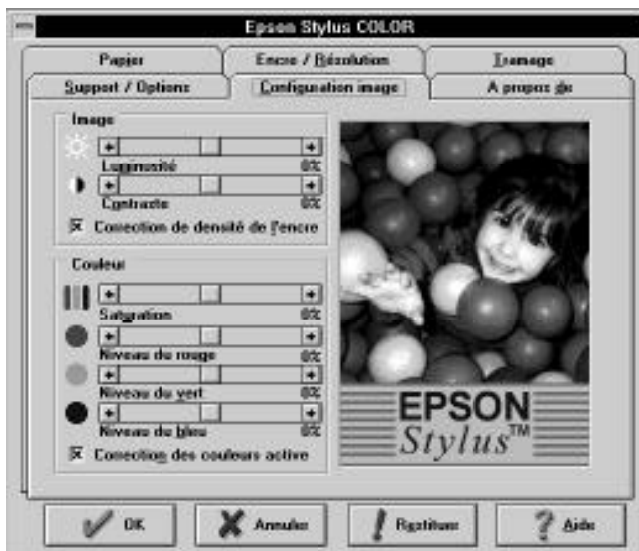 Epson Stylus COLOR
Papier
Encre / Résolution
Tramage
Support / Options
Configuration image
A propos de
Image
Luminosité 0%
Contraste 0%
Correction de densité de l'encre
Couleur
Saturation 0%
Niveau du rouge 0%
Niveau du vert 0%
Niveau du bleu 0%
Correction des couleurs active
EPSON
Stylus™
OK
Annuler
Restituer
Aide